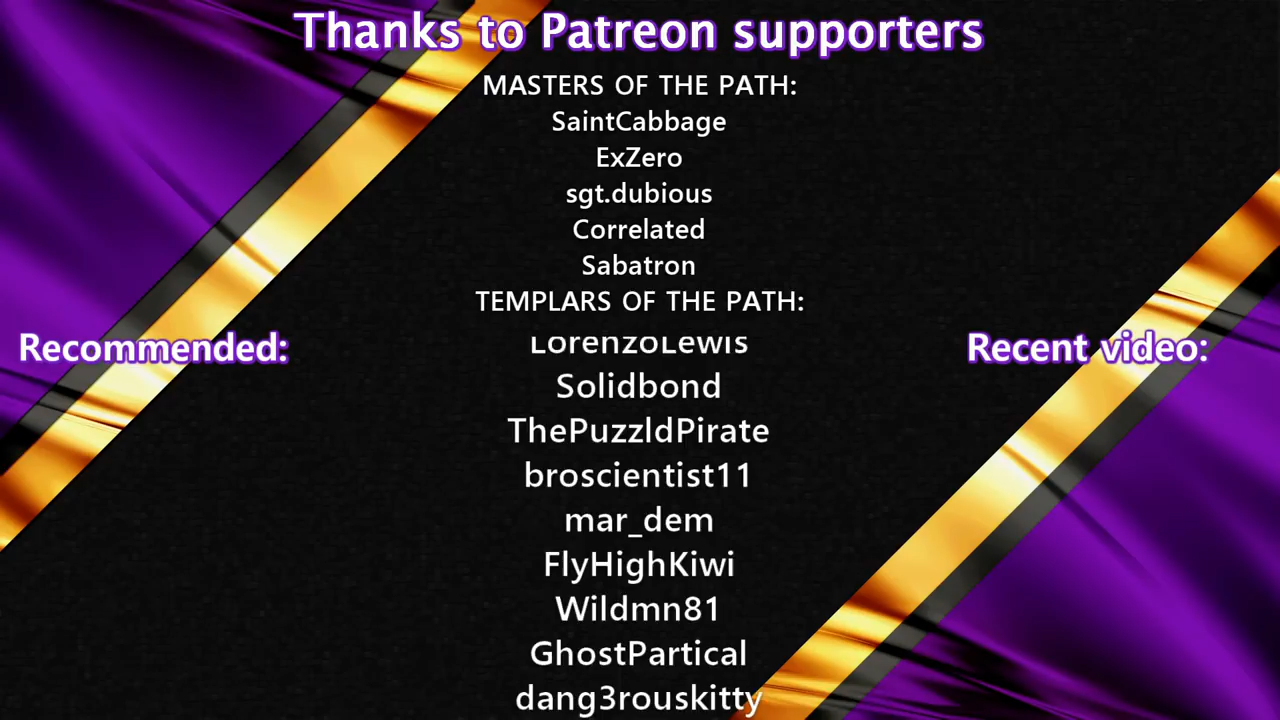 Thanks to Patreon supporters
MASTERS OF THE PATH:
SaintCabbage
ExZero
sgt.dubious
Correlated
Sabatron
TEMPLARS OF THE PATH:
LorenzoLewis
Recommended:
Recent video:
Solidbond
ThePuzzldPirate
broscientist11
mar_dem
FlyHighKiwi
Wildmn81
GhostPartical
dang3rouskitty